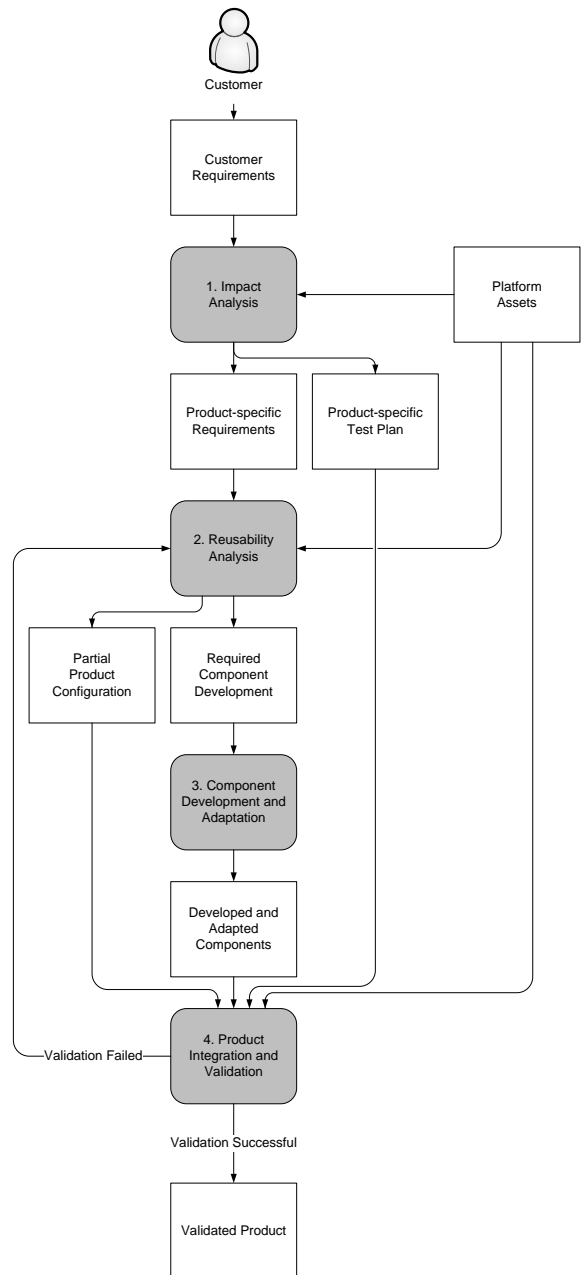 Customer
Customer
Requirements
1. Impact
Analysis
Platform
Assets
Product-specific
Requirements
Product-specific
Test Plan
2. Reusability
Analysis
Partial
Product
Configuration
Required
Component
Development
3. Component
Development and
Adaptation
Developed and
Adapted
Components
4. Product
Integration and
Validation
Validation Failed
Validation Successful
Validated Product